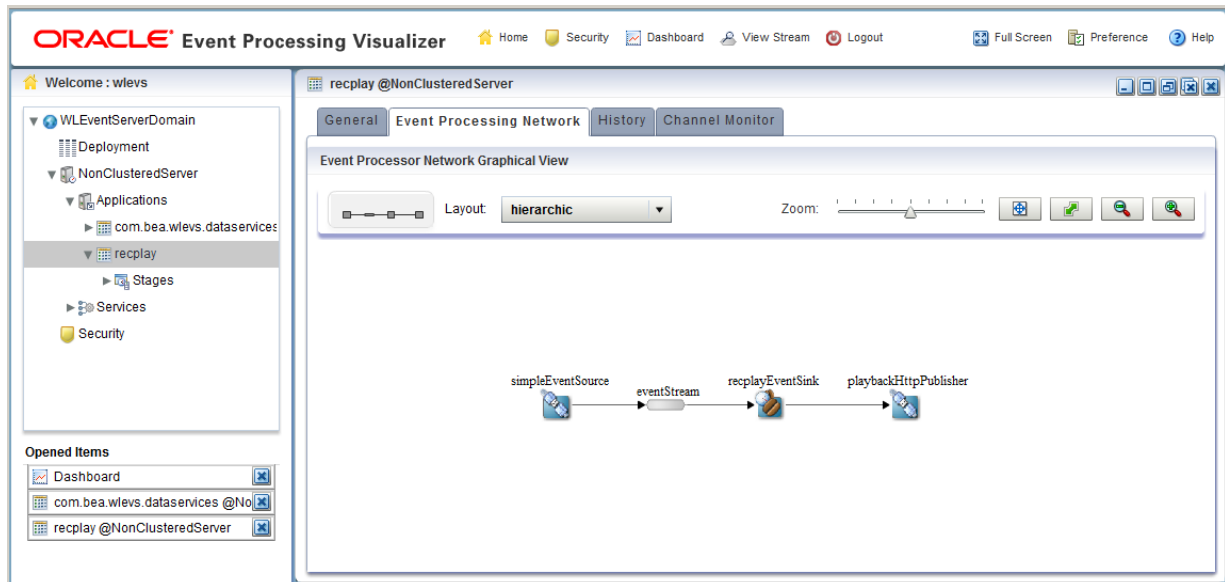 ORACLE Event Processing Visualizer Home Security Dashboard View Stream Logout Full Screen Preference Help
Welcome : wlevs
WLEventServerDomain
Deployment
NonClusteredServer
Applications
com.bea.wlevs.dataservices
recplay
Stages
Services
Security
Opened Items
Dashboard
com.bea.wlevs.dataservices @No
recplay @NonClusteredServer
recplay @NonClusteredServer
General Event Processing Network History Channel Monitor
Event Processor Network Graphical View
Layout: hierarchic Zoom:
simpleEventSource eventStream recplayEventSink playbackHttpPublisher